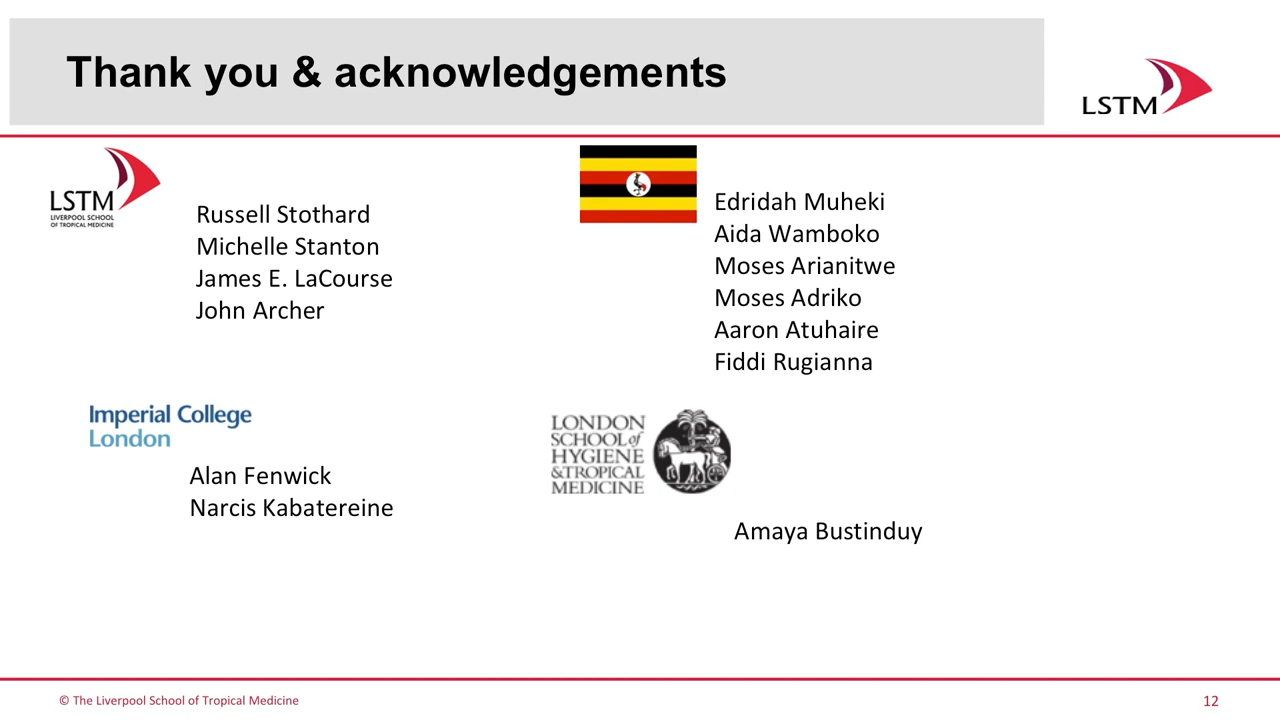 Thank you & acknowledgements
LSTM
LSTM
LIVERPOOL SCHOOL
OF TROPICAL MEDICINE
Russell Stothard
Michelle Stanton
James E. LaCourse
John Archer
Edridah Muheki
Aida Wamboko
Moses Arianitwe
Moses Adriko
Aaron Atuhaire
Fiddi Rugianna
Imperial College
London
Alan Fenwick
Narcis Kabatereine
LONDON
SCHOOL of
HYGIENE
& TROPICAL
MEDICINE
Amaya Bustinduy
© The Liverpool School of Tropical Medicine
12